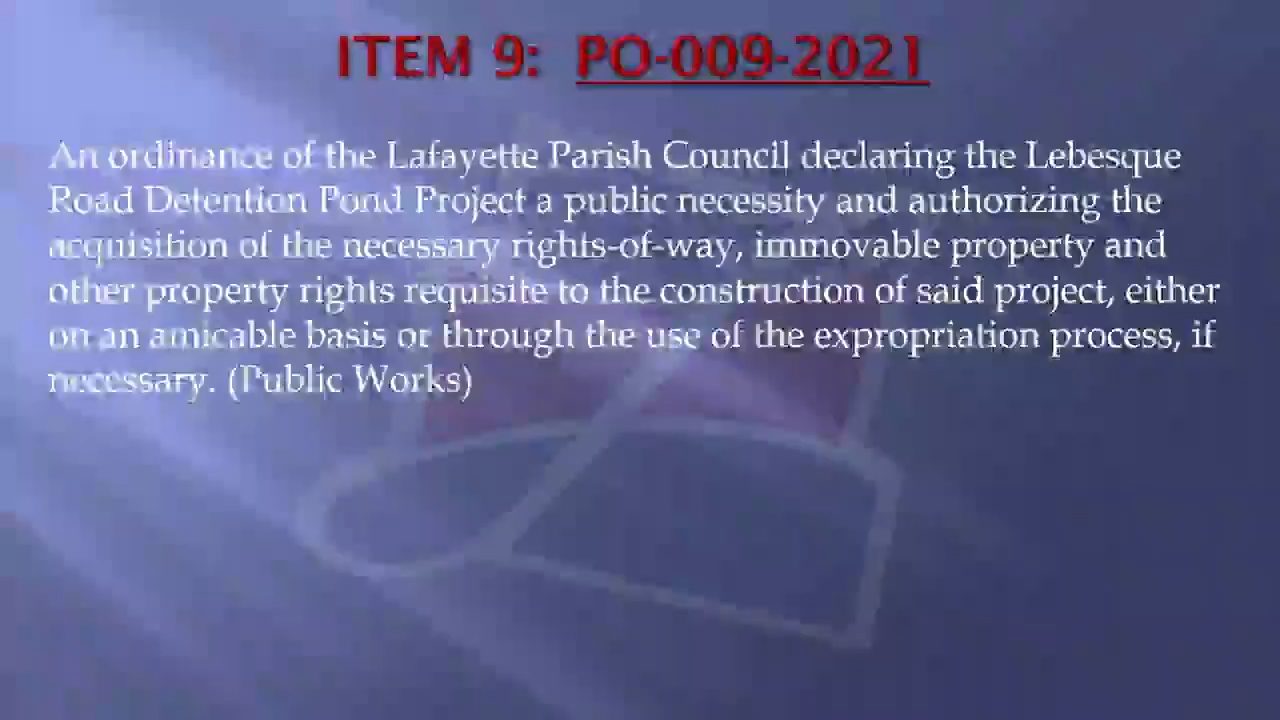 ITEM 9: PO-009-2021
An ordinance of the Lafayette Parish Council declaring the Lebesque
Road Detention Pond Project a public necessity and authorizing the
acquisition of the necessary rights-of-way, immovable property and
other property rights requisite to the construction of said project, either
on an amicable basis or through the use of the expropriation process, if
necessary. (Public Works)